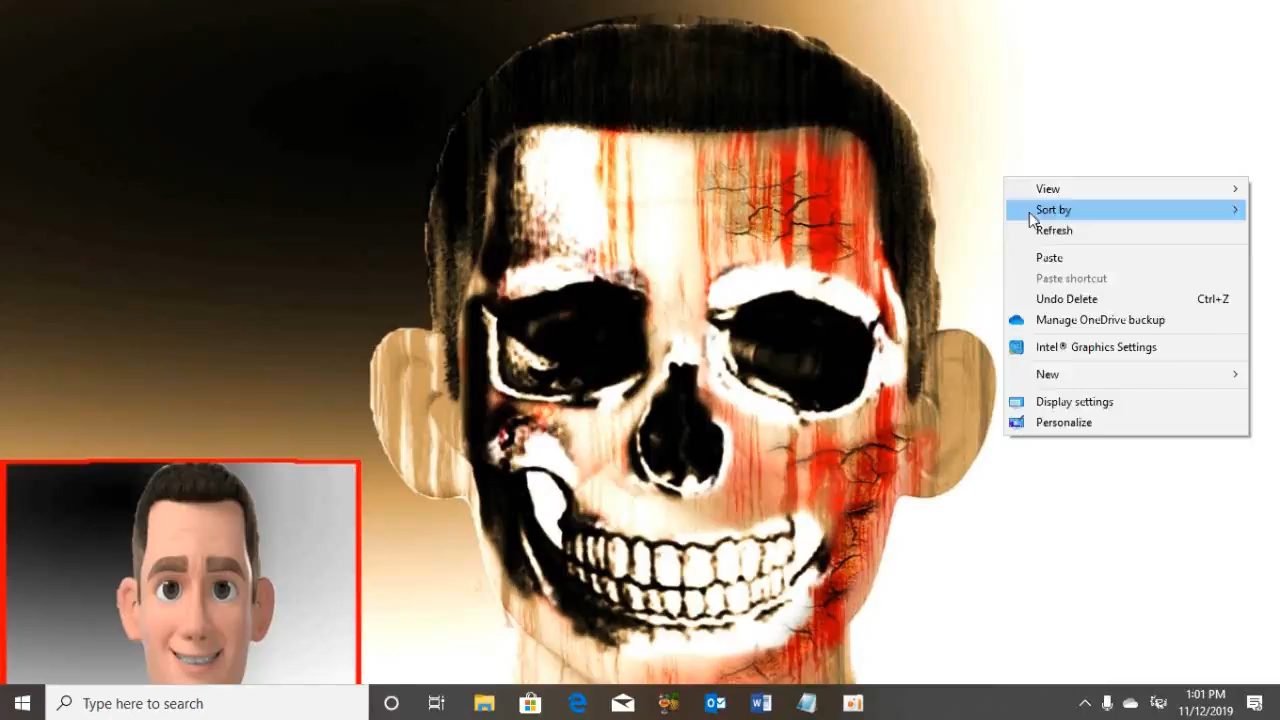 View
Sort by
Refresh
Paste
Paste shortcut
Undo Delete Ctrl+Z
Manage OneDrive backup
Intel® Graphics Settings
New
Display settings
Personalize
Type here to search
1:01 PM
11/12/2019